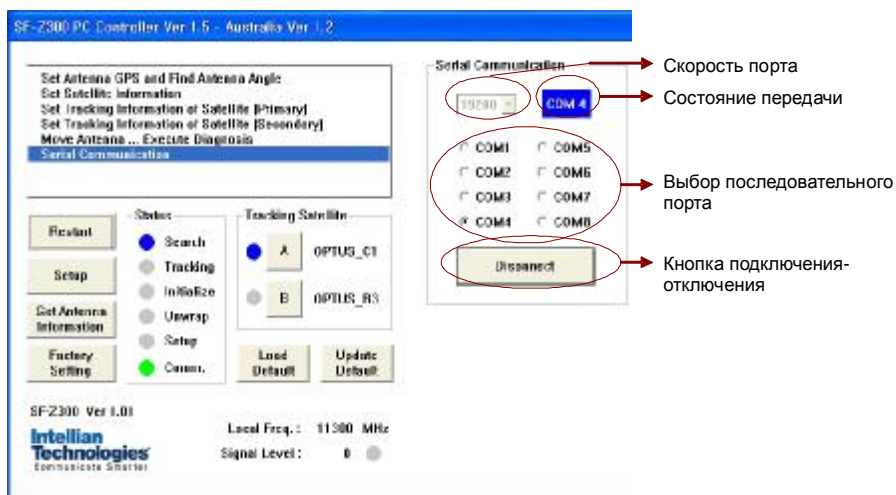 SF-2300 PC Controller Ver 1.5 - Australia Ver 1.2
Set Antenna GPS and Find Antenna Angle
Set Satellite Information
Set Tracking Information of Satellite [Primary]
Set Tracking Information of Satellite [Secondary]
Move Antenna ... Execute Diagnosis
Serial Communication
Restart
Setup
Get Antenna
Information
Factory
Setting
Status
Search
Tracking
Initialize
Unwrap
Setup
Comm.
Tracking Satellite
A
OPTUS_C1
B
OPTUS_B3
Load
Default
Update
Default
SF-2300 Ver 1.01
Intellian
Technologies
Communicate Smarter
Local Freq. : 11300 MHz
Signal Level : 0
Serial Communication
19200
COM 4
COM1
COM5
COM2
COM6
COM3
COM7
COM4
COM8
Disconnect
Скорость порта
Состояние передачи
Выбор последовательного
порта
Кнопка подключения-
отключения